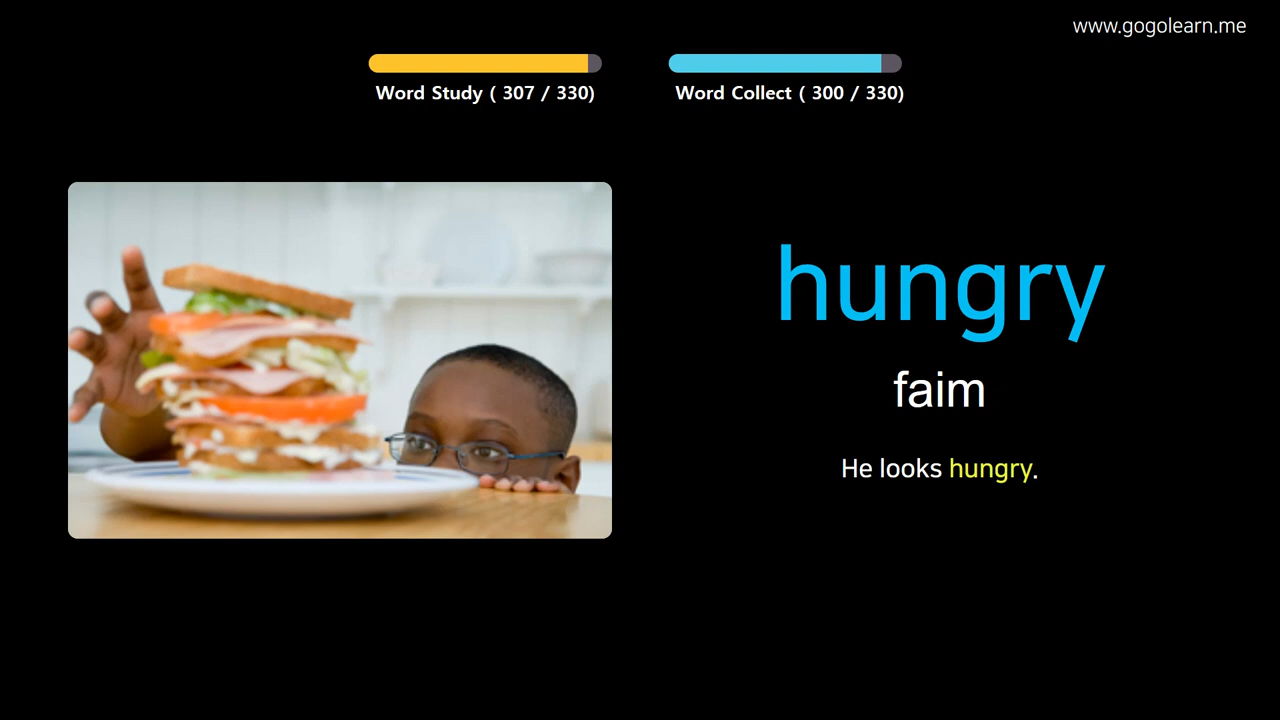 www.gogolearn.me
Word Study ( 307 / 330)
Word Collect ( 300 / 330)
hungry
faim
He looks hungry.